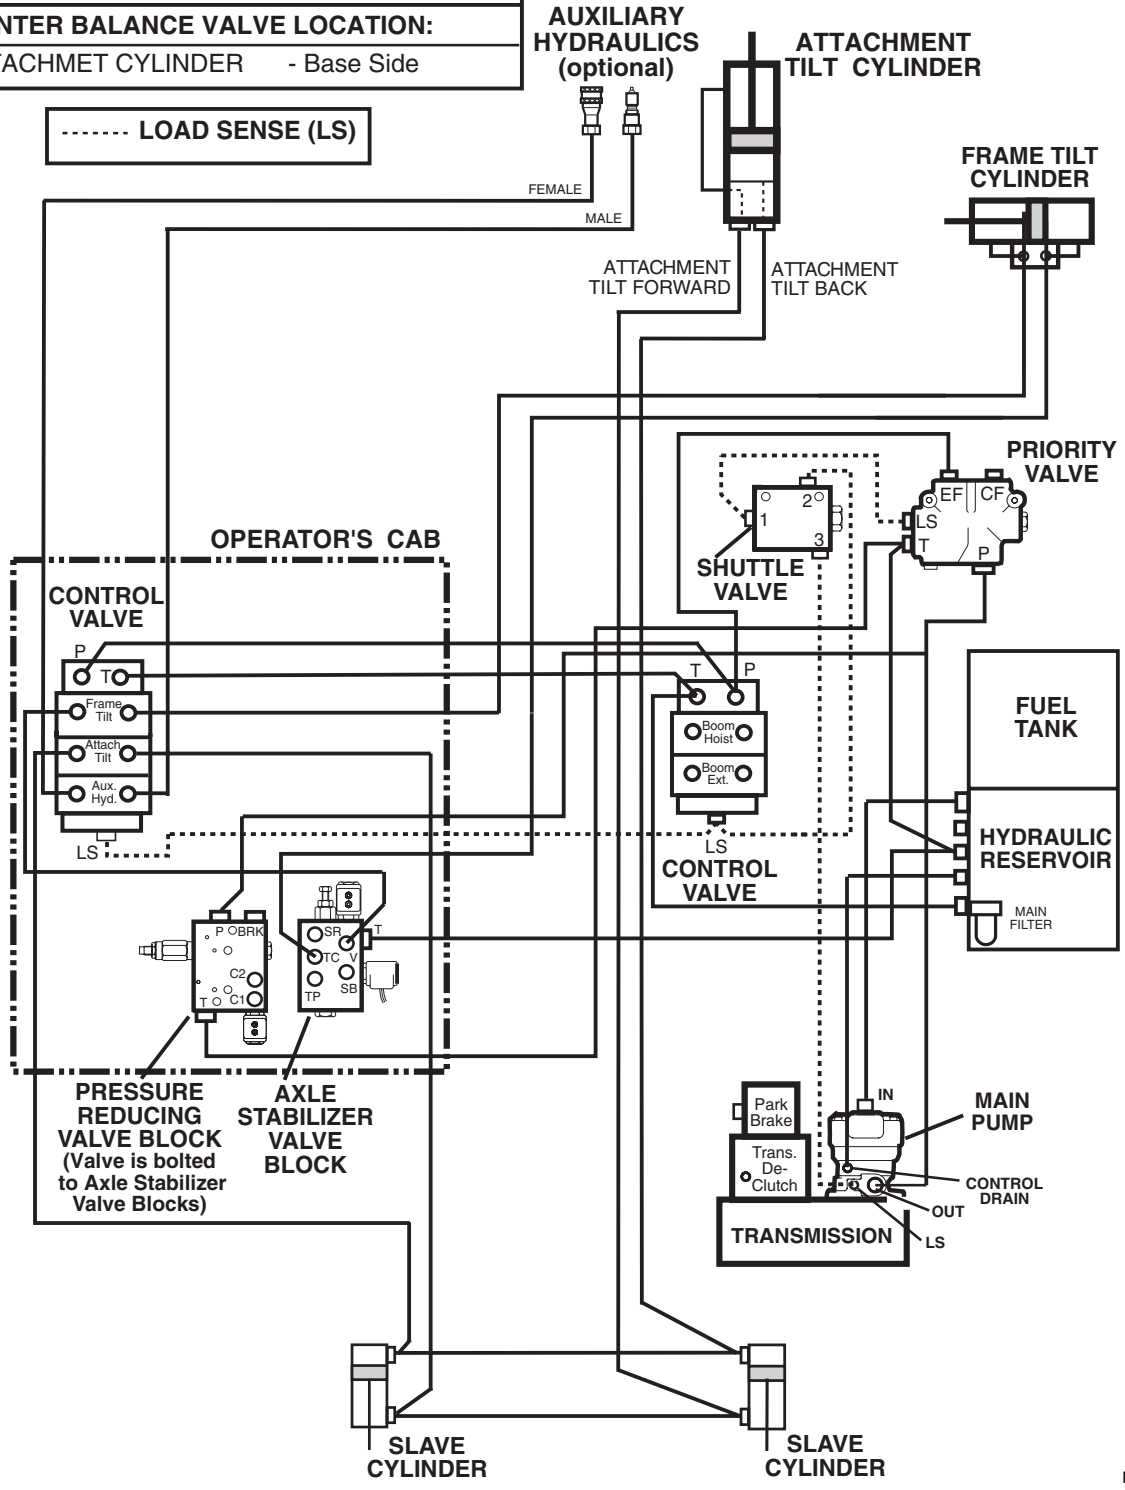 NTER BALANCE VALVE LOCATION:
TACHMET CYLINDER - Base Side
LOAD SENSE (LS)
AUXILIARY
HYDRAULICS
(optional)
ATTACHMENT
TILT CYLINDER
FRAME TILT
CYLINDER
FEMALE
MALE
ATTACHMENT
TILT FORWARD
ATTACHMENT
TILT BACK
PRIORITY
VALVE
EF CF
LS
T
P
1
2
3
SHUTTLE
VALVE
OPERATOR'S CAB
CONTROL
VALVE
P
T
Frame
Tilt
Attach
Tilt
Aux.
Hyd.
LS
T P
Boom
Hoist
Boom
Ext.
LS
CONTROL
VALVE
FUEL
TANK
HYDRAULIC
RESERVOIR
MAIN
FILTER
P BRK
C2
T C1
SR T
TC V
TP SB
PRESSURE
REDUCING
VALVE BLOCK
(Valve is bolted
to Axle Stabilizer
Valve Blocks)
AXLE
STABILIZER
VALVE
BLOCK
Park
Brake
Trans.
De-
Clutch
TRANSMISSION
IN
MAIN
PUMP
CONTROL
DRAIN
OUT
LS
SLAVE
CYLINDER
SLAVE
CYLINDER